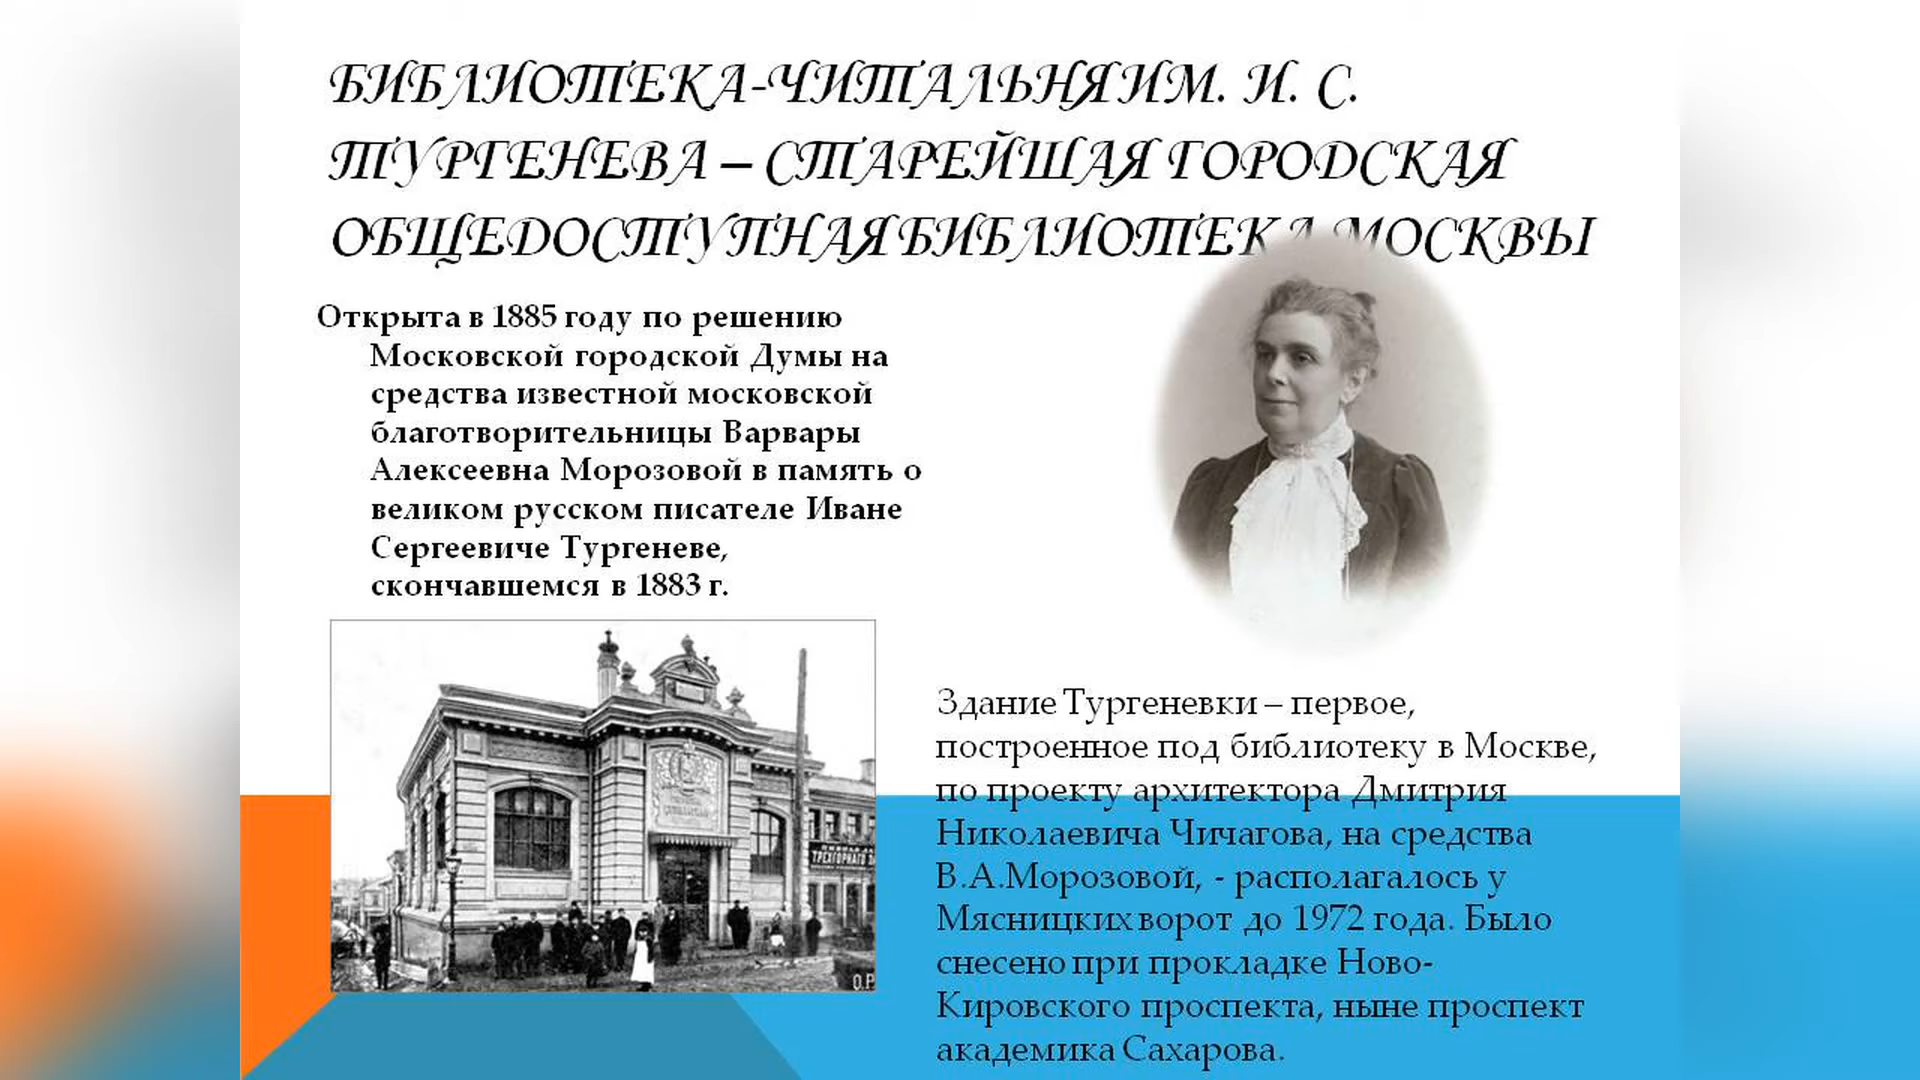 БИБЛИОТЕКА-ЧИТАЛЬНЯ ИМ. И. С.
ТУРГЕНЕВА – СТАРЕЙШАЯ ГОРОДСКАЯ
ОБЩЕДОСТУПНАЯ БИБЛИОТЕКА МОСКВЫ
Открыта в 1885 году по решению
Московской городской Думы на
средства известной московской
благотворительницы Варвары
Алексеевна Морозовой в память о
великом русском писателе Иване
Сергеевиче Тургеневе,
скончавшемся в 1883 г.
ТРЕХГОРНАГО
О.Р
Здание Тургеневки – первое,
построенное под библиотеку в Москве,
по проекту архитектора Дмитрия
Николаевича Чичагова, на средства
В.А.Морозовой, - располагалось у
Мясницких ворот до 1972 года. Было
снесено при прокладке Ново-
Кировского проспекта, ныне проспект
академика Сахарова.